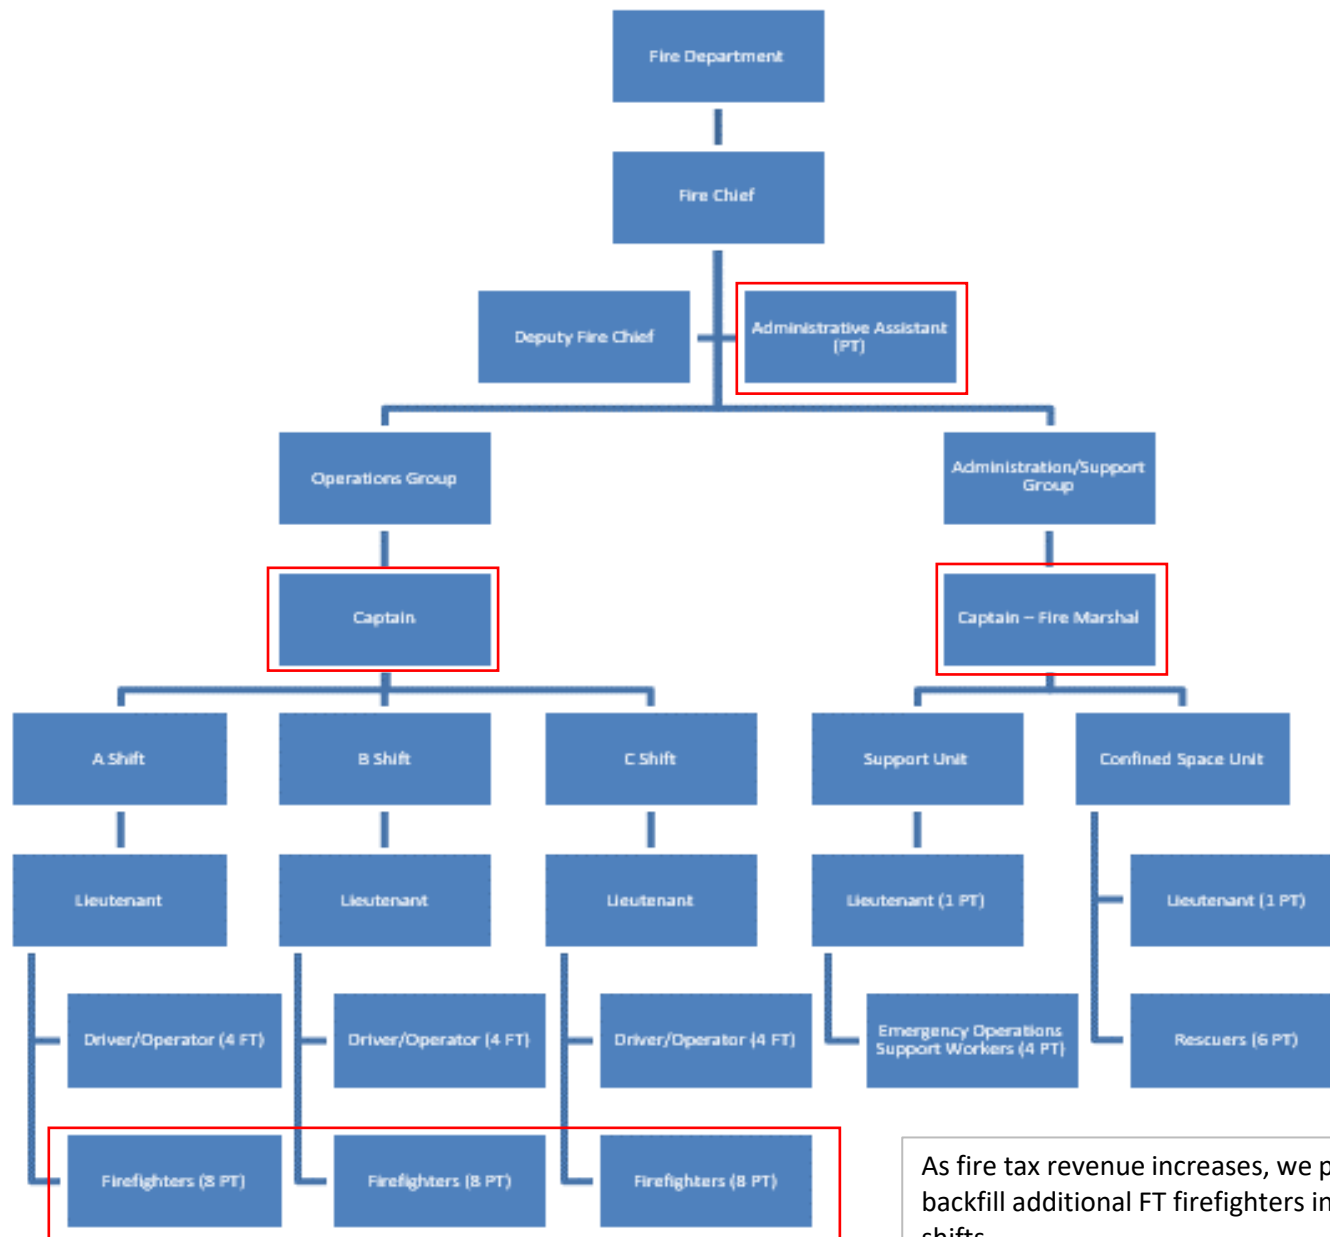 Fire Department
Fire Chief
Deputy Fire Chief
Administrative Assistant
(PT)
Operations Group
Administration/Support
Group
Captain
Captain – Fire Marshal
A Shift
B Shift
C Shift
Support Unit
Confined Space Unit
Lieutenant
Lieutenant
Lieutenant
Lieutenant (1 PT)
Lieutenant (1 PT)
Driver/Operator (4 FT)
Driver/Operator (4 FT)
Driver/Operator (4 FT)
Emergency Operations
Support Workers (4 PT)
Rescuers (6 PT)
Firefighters (8 PT)
Firefighters (8 PT)
Firefighters (8 PT)
As fire tax revenue increases, we
backfill additional FT firefighters
shifts